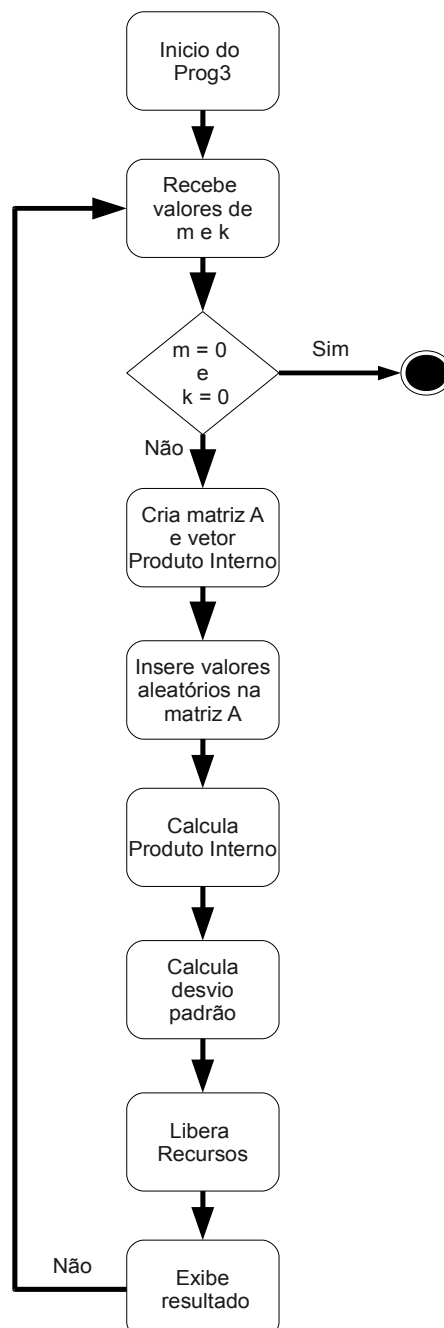 Inicio do
Prog3
Recebe
valores de
m e k
m = 0
e
k = 0
Sim
Não
Cria matriz A
e vetor
Produto Interno
Insere valores
aleatórios na
matriz A
Calcula
Produto Interno
Calcula
desvio
padrão
Libera
Recursos
Não
Exibe
resultado